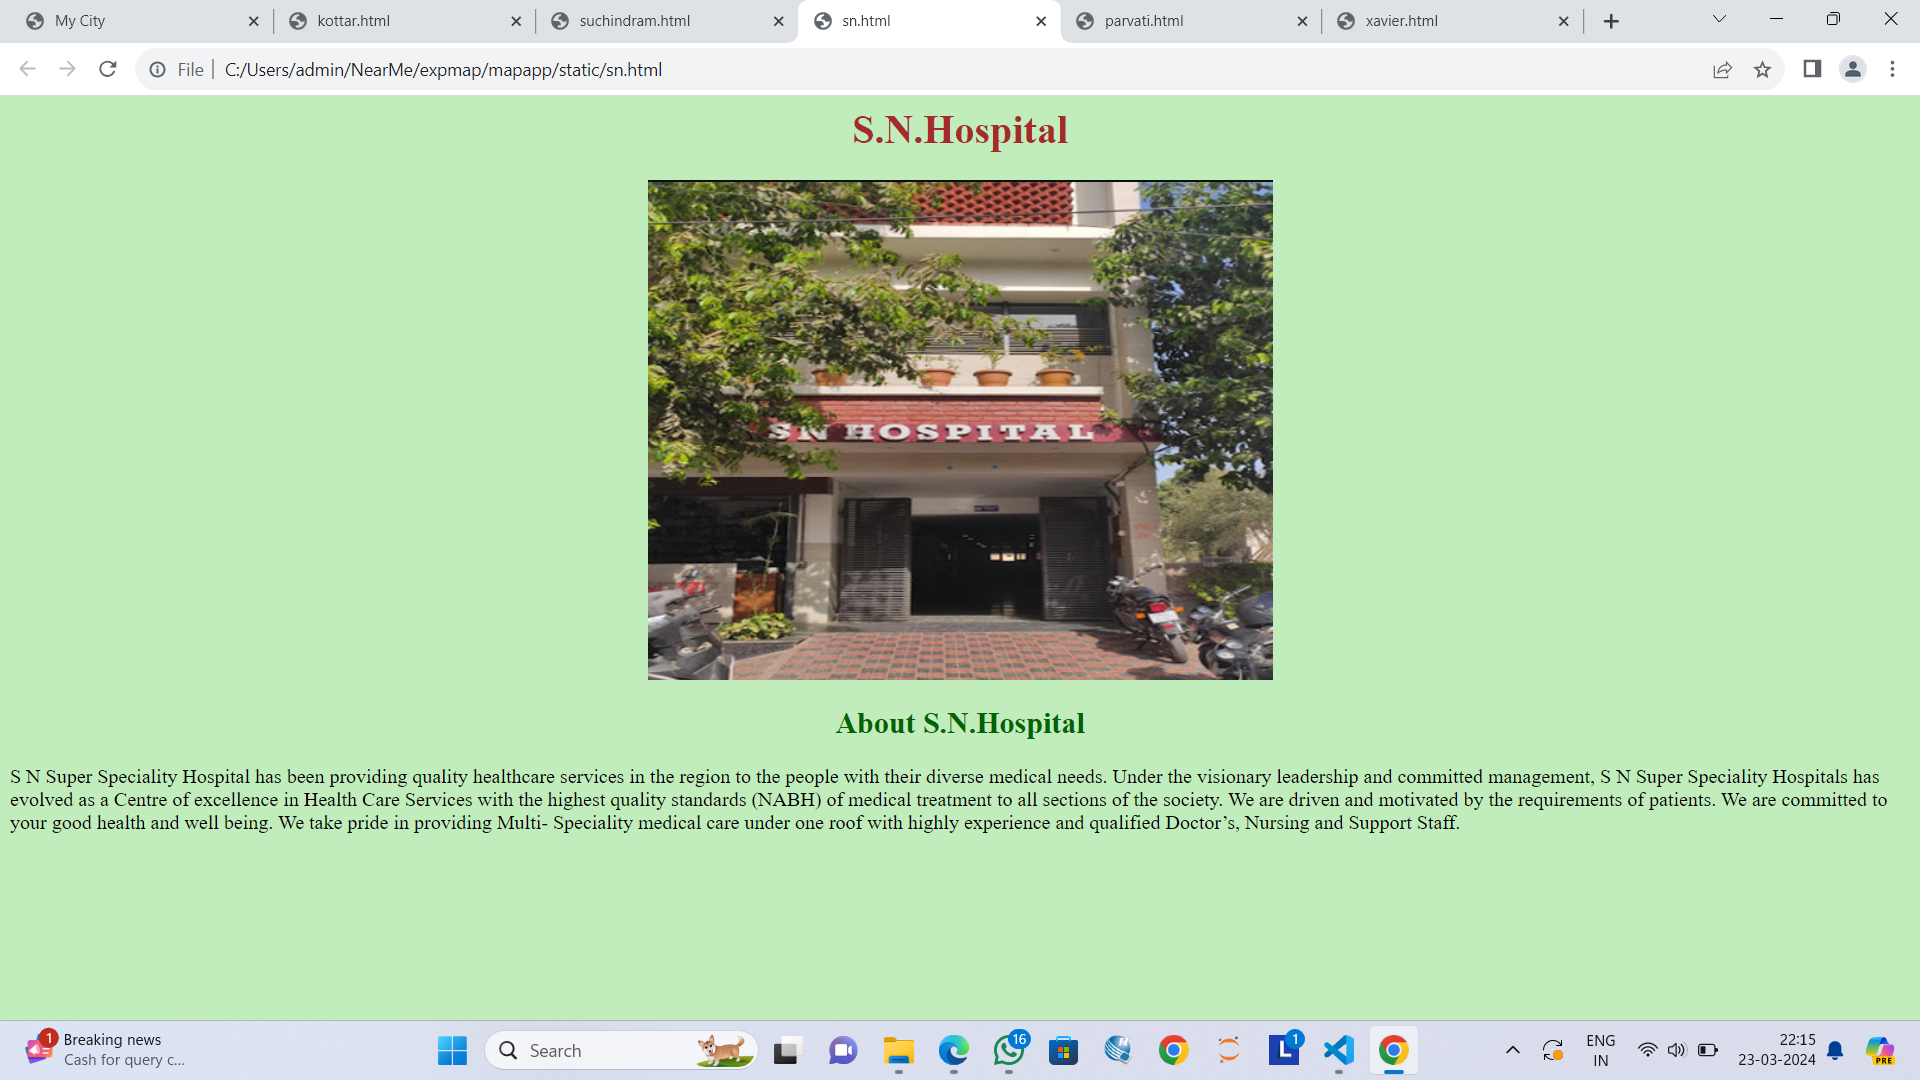 My City
kottar.html
suchindram.html
sn.html
parvati.html
xavier.html
File
C:/Users/admin/NearMe/expmap/mapapp/static/sn.html
S.N.Hospital
SN HOSPITAL
About S.N.Hospital
S N Super Speciality Hospital has been providing quality healthcare services in the region to the people with their diverse medical needs. Under the visionary leadership and committed management, S N Super Speciality Hospitals has
evolved as a Centre of excellence in Health Care Services with the highest quality standards (NABH) of medical treatment to all sections of the society. We are driven and motivated by the requirements of patients. We are committed to
your good health and well being. We take pride in providing Multi- Speciality medical care under one roof with highly experience and qualified Doctor’s, Nursing and Support Staff.
1
Breaking news
Cash for query c...
Search
16
L
1
PRE
ENG
IN
22:15
23-03-2024